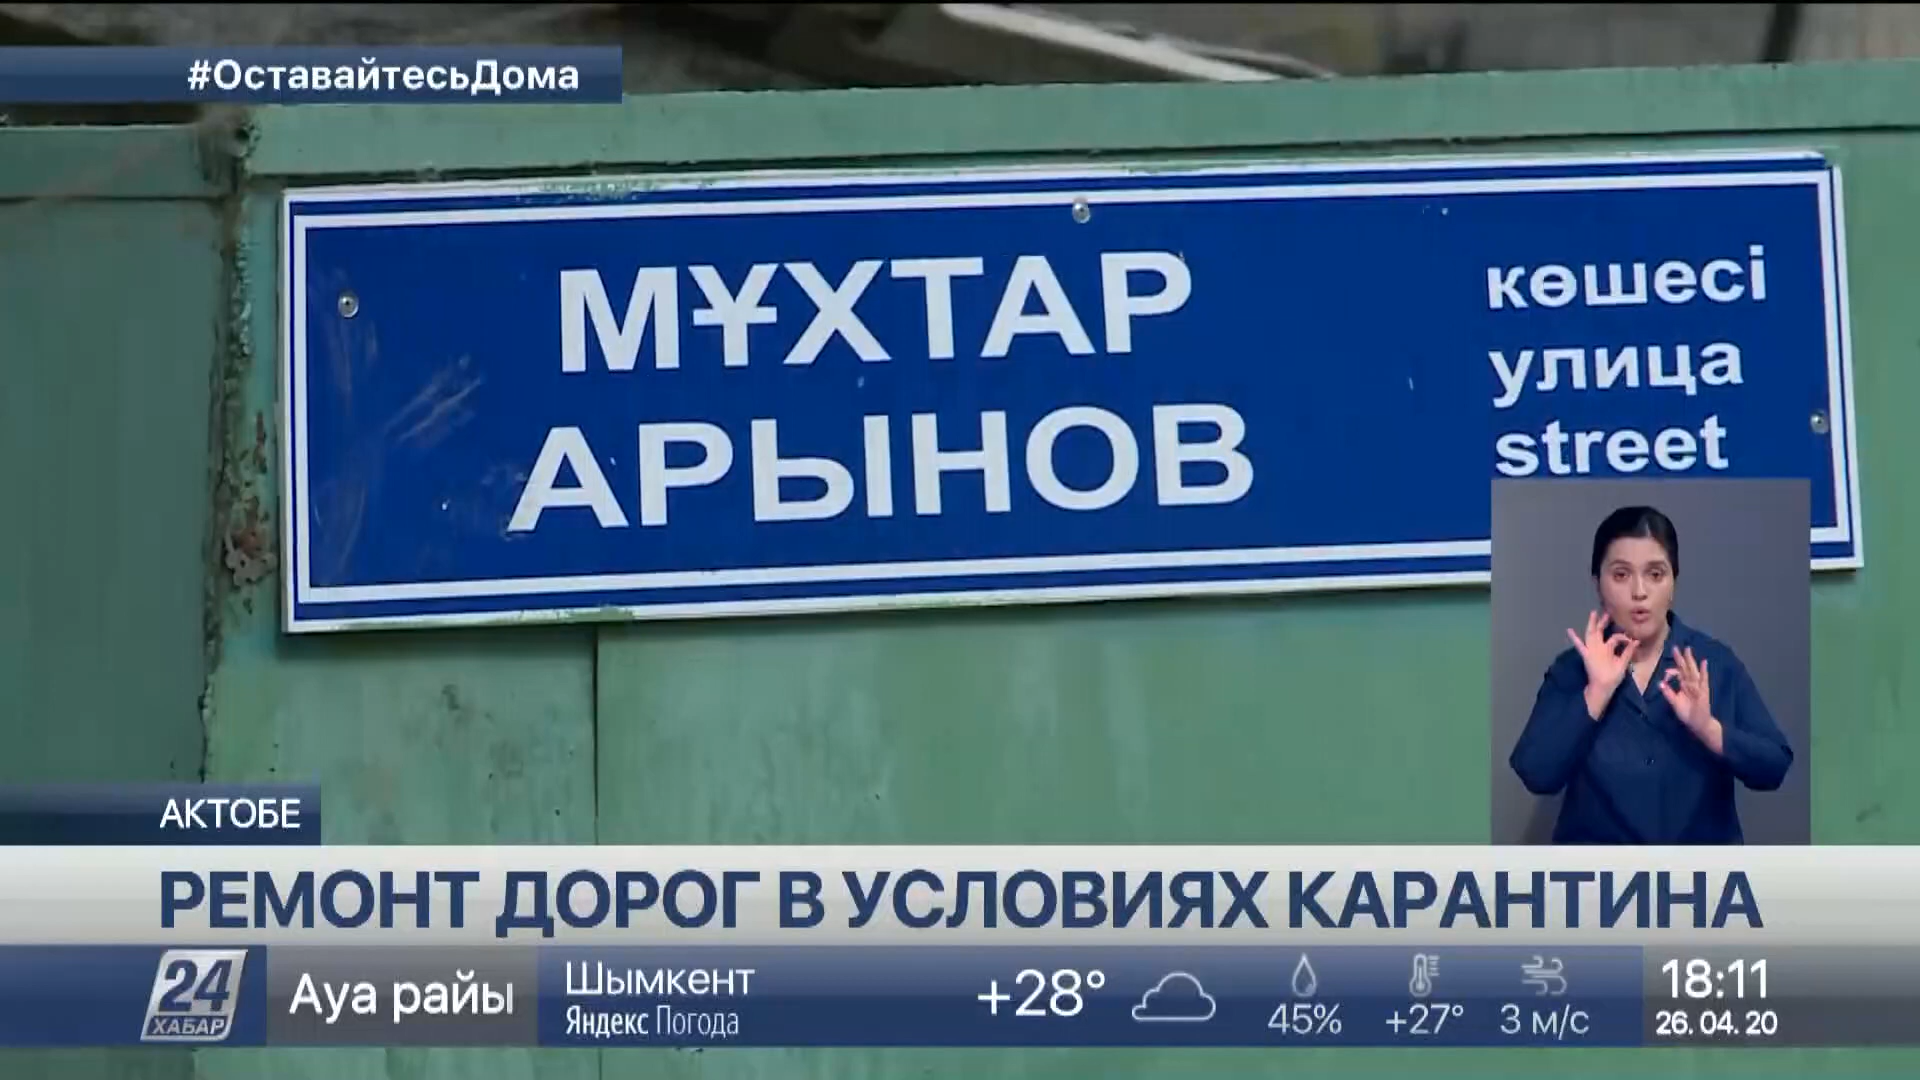 #ОставайтесьДома
МҰХТАР
АРЫНОВ
көшесі
улица
street
АКТОБЕ
РЕМОНТ ДОРОГ В УСЛОВИЯХ КАРАНТИНА
24
ХАБАР
Ауа райы
Шымкент
Яндекс Погода
+28°
45%
+27°
3 м/с
18:11
26.04.20